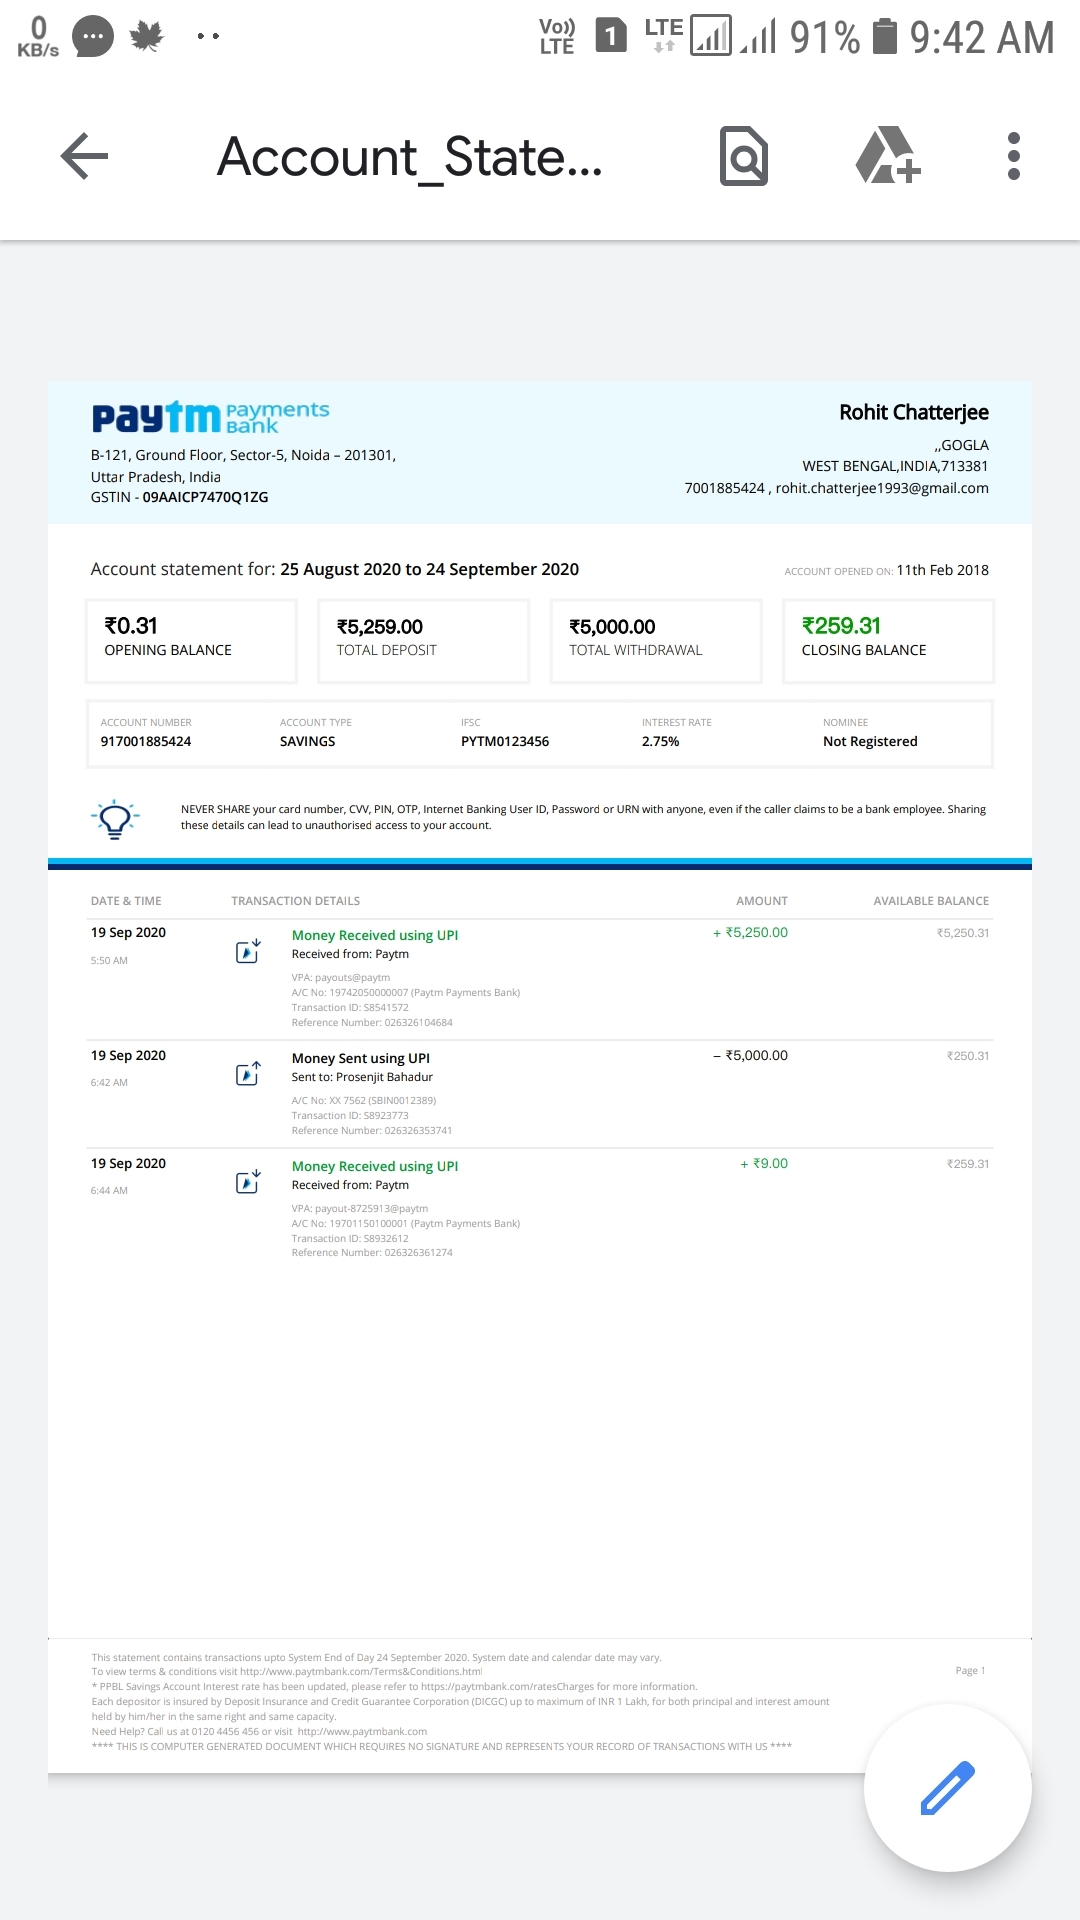 0
KB/s
Vo))
LTE
1
LTE
91%
9:42 AM
Account_State...
paytm Payments
Bank
B-121, Ground Floor, Sector-5, Noida – 201301,
Uttar Pradesh, India
GSTIN - 09AAICP7470Q1ZG
Rohit Chatterjee
,,GOGLA
WEST BENGAL,INDIA,713381
7001885424 , rohit.chatterjee1993@gmail.com
Account statement for: 25 August 2020 to 24 September 2020
ACCOUNT OPENED ON: 11th Feb 2018
₹0.31
OPENING BALANCE
₹5,259.00
TOTAL DEPOSIT
₹5,000.00
TOTAL WITHDRAWAL
₹259.31
CLOSING BALANCE
ACCOUNT NUMBER
917001885424
ACCOUNT TYPE
SAVINGS
IFSC
PYTM0123456
INTEREST RATE
2.75%
NOMINEE
Not Registered
NEVER SHARE your card number, CVV, PIN, OTP, Internet Banking User ID, Password or URN with anyone, even if the caller claims to be a bank employee. Sharing
these details can lead to unauthorised access to your account.
DATE & TIME TRANSACTION DETAILS AMOUNT AVAILABLE BALANCE
19 Sep 2020
5:50 AM
Money Received using UPI
Received from: Paytm
VPA: payouts@paytm
A/C No: 19742050000007 (Paytm Payments Bank)
Transaction ID: S8541572
Reference Number: 026326104684
+ ₹5,250.00
₹5,250.31
19 Sep 2020
6:42 AM
Money Sent using UPI
Sent to: Prosenjit Bahadur
A/C No: XX 7562 (SBIN0012389)
Transaction ID: S8923773
Reference Number: 026326353741
– ₹5,000.00
₹250.31
19 Sep 2020
6:44 AM
Money Received using UPI
Received from: Paytm
VPA: payout-8725913@paytm
A/C No: 19701150100001 (Paytm Payments Bank)
Transaction ID: S8932612
Reference Number: 026326361274
+ ₹9.00
₹259.31
This statement contains transactions upto System End of Day 24 September 2020. System date and calendar date may vary.
To view terms & conditions visit http://www.paytmbank.com/Terms&Conditions.html
Page 1
* PPBL Savings Account Interest rate has been updated, please refer to https://paytmbank.com/ratesCharges for more information.
Each depositor is insured by Deposit Insurance and Credit Guarantee Corporation (DICGC) up to maximum of INR 1 Lakh, for both principal and interest amount
held by him/her in the same right and same capacity.
Need Help? Call us at 0120 4456 456 or visit http://www.paytmbank.com
**** THIS IS COMPUTER GENERATED DOCUMENT WHICH REQUIRES NO SIGNATURE AND REPRESENTS YOUR RECORD OF TRANSACTIONS WITH US ****